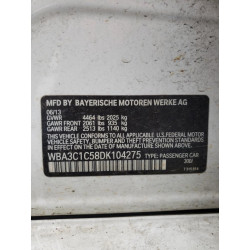 MFD BY BAYERISCHE MOTOREN WERKE AG
06/13
GVWR 4464 lbs 2025 kg
GAWR FRONT 2061 lbs 935 kg
GAWR REAR 2513 lbs 1140 kg
THIS VEHICLE CONFORMS TO ALL APPLICABLE
U.S. FEDERAL MOTOR VEHICLE SAFETY,
BUMPER, AND THEFT PREVENTION
STANDARDS IN EFFECT ON THE DATE OF
MANUFACTURE SHOWN ABOVE.
WBA3C1C58DK104275 TYPE: PASSENGER CAR